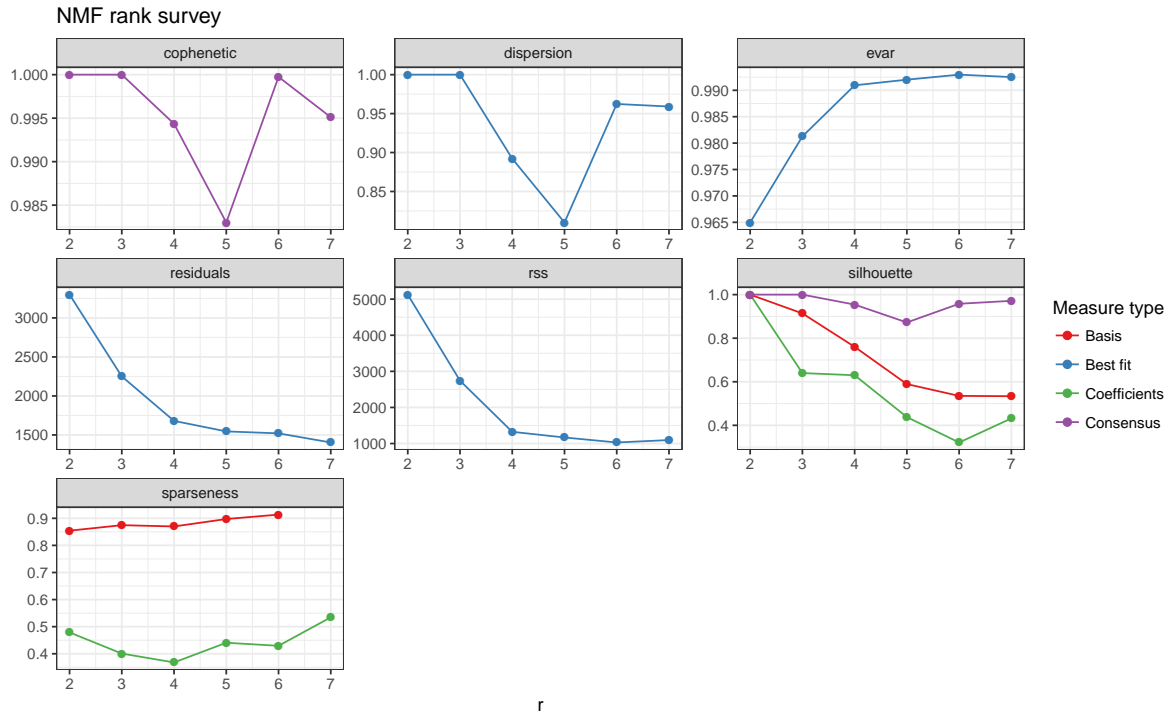 NMF rank survey
cophenetic
dispersion
evar
1.000
0.995
0.990
0.985
2 3 4 5 6 7
1.00
0.95
0.90
0.85
2 3 4 5 6 7
0.990
0.985
0.980
0.975
0.970
0.965
2 3 4 5 6 7
residuals
rss
silhouette
3000
2500
2000
1500
2 3 4 5 6 7
5000
4000
3000
2000
1000
2 3 4 5 6 7
1.0
0.8
0.6
0.4
2 3 4 5 6 7
Measure type
Basis
Best fit
Coefficients
Consensus
sparseness
0.9
0.8
0.7
0.6
0.5
0.4
2 3 4 5 6 7
r